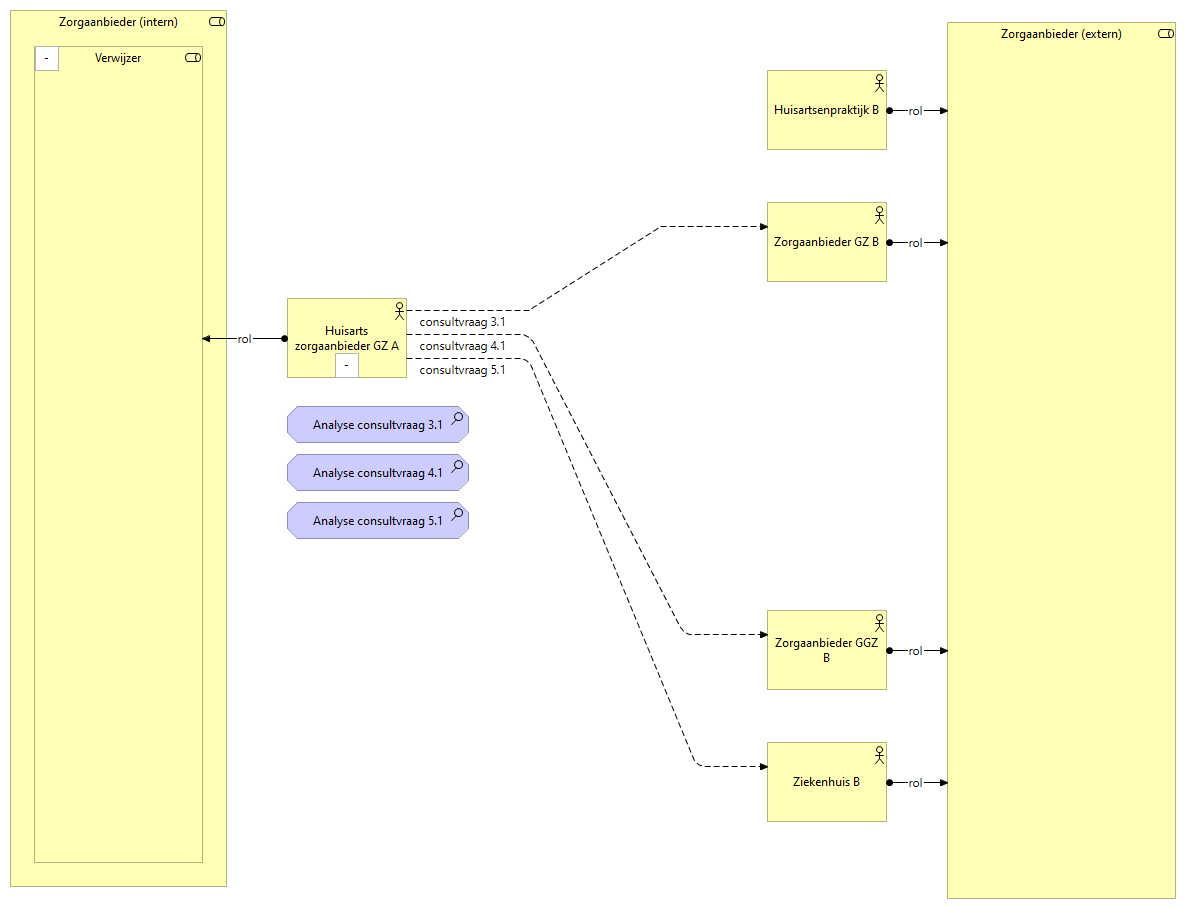 Zorgaanbieder (intern)
-
Verwijzer
Zorgaanbieder (extern)
Huisartsenpraktijk B
rol
Zorgaanbieder GZ B
rol
Huisarts
zorgaanbieder GZ A
-
rol
consultvraag 3.1
consultvraag 4.1
consultvraag 5.1
Analyse consultvraag 3.1
Analyse consultvraag 4.1
Analyse consultvraag 5.1
Zorgaanbieder GGZ
B
rol
Ziekenhuis B
rol